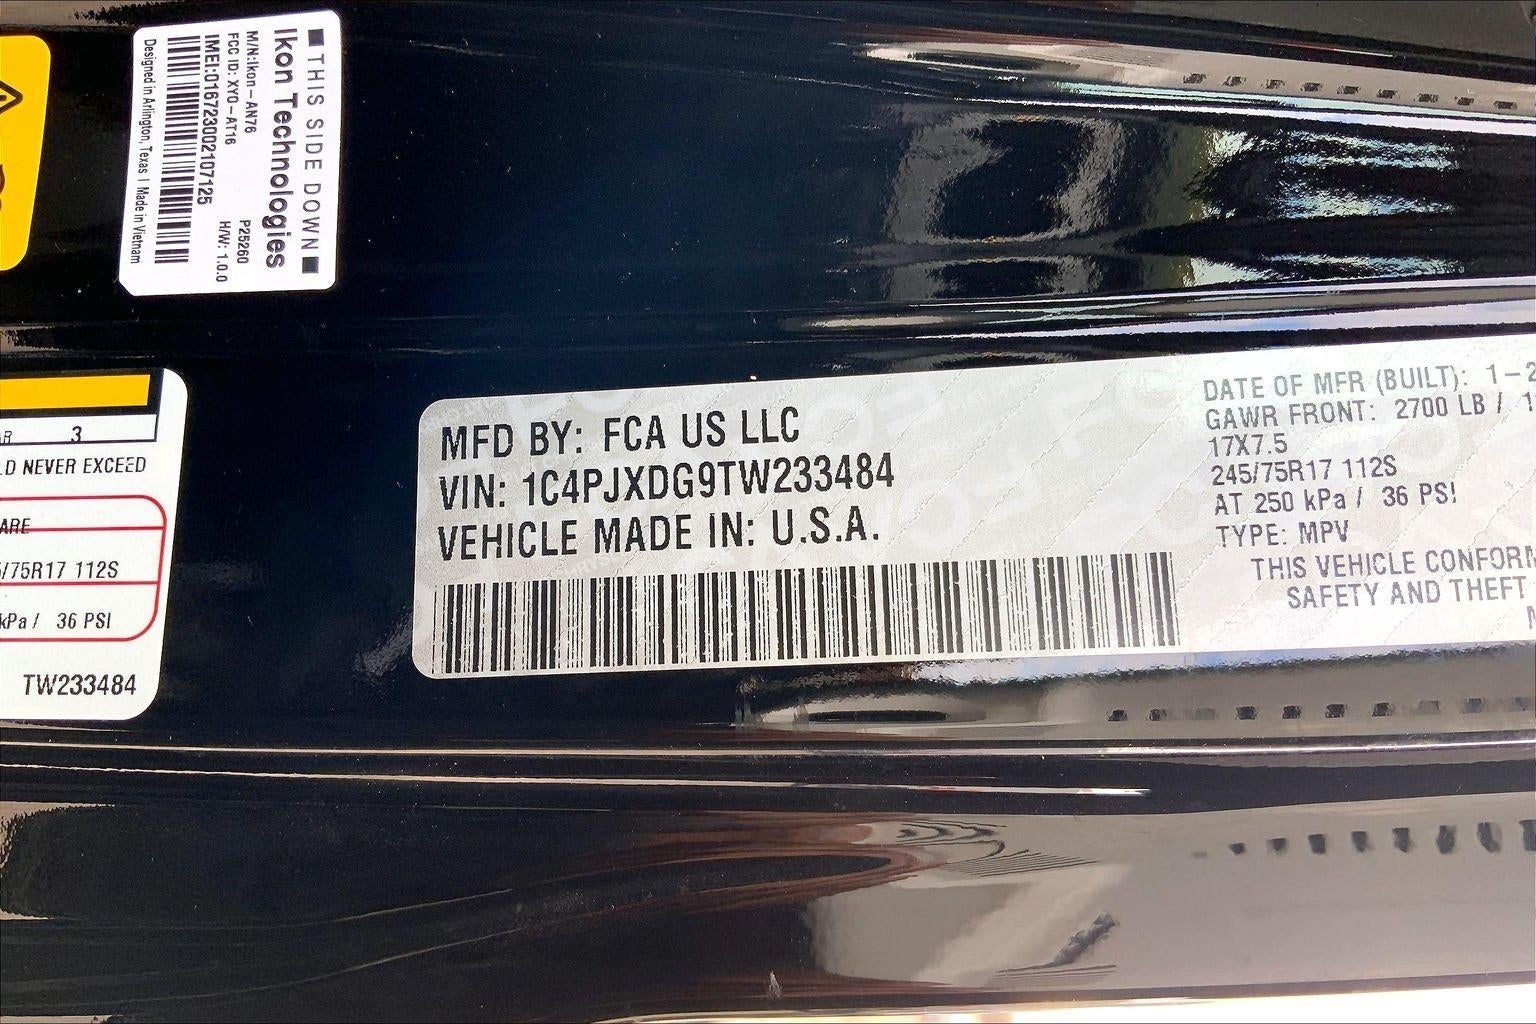 ■ THIS SIDE DOWN ■
Ikon Technologies
M/N:Ikon-AN76 P25260
FCC ID: XYO-AT16 H/W: 1.0.0
IMEI:016723002107125
Designed in Arlington, Texas | Made in Vietnam
3
NEVER EXCEED
/75R17 112S
kPa / 36 PSI
TW233484
MFD BY: FCA US LLC
VIN: 1C4PJXDG9TW233484
VEHICLE MADE IN: U.S.A.
DATE OF MFR (BUILT): 1-2
GAWR FRONT: 2700 LB /
17X7.5
245/75R17 112S
AT 250 kPa / 36 PSI
TYPE: MPV
THIS VEHICLE CONFORM
SAFETY AND THEFT